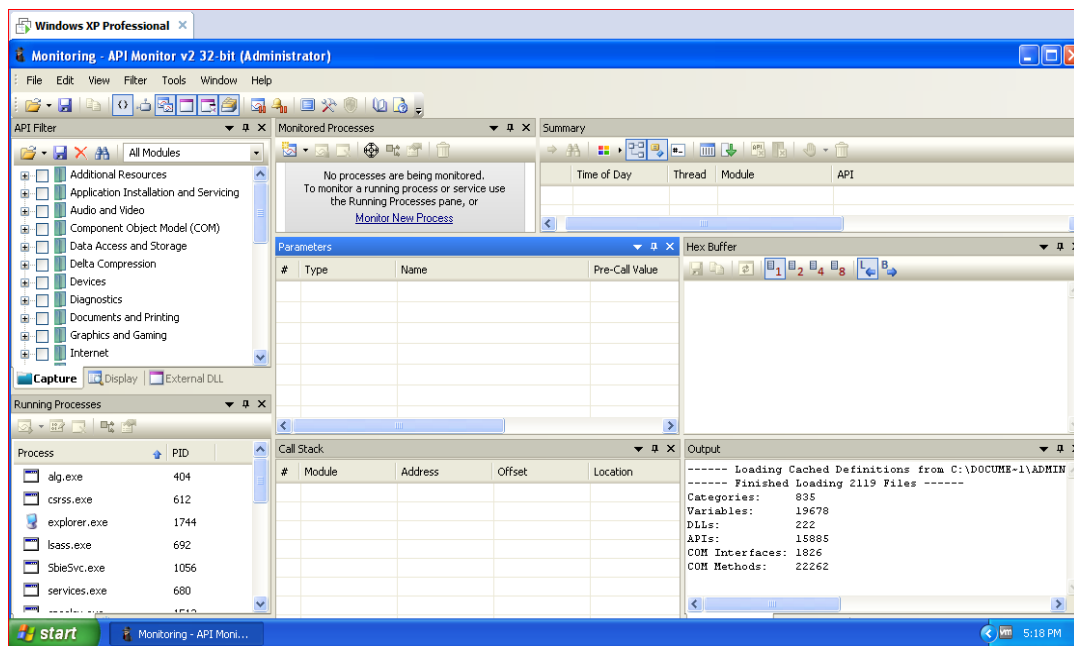 Windows XP Professional
Monitoring - API Monitor v2 32-bit (Administrator)
File Edit View Filter Tools Window Help
API Filter
All Modules
Additional Resources
Application Installation and Servicing
Audio and Video
Component Object Model (COM)
Data Access and Storage
Delta Compression
Devices
Diagnostics
Documents and Printing
Graphics and Gaming
Internet
Capture Display External DLL
Running Processes
Process PID
alg.exe 404
csrss.exe 612
explorer.exe 1744
lsass.exe 692
SbieSvc.exe 1056
services.exe 680
Monitored Processes
No processes are being monitored.
To monitor a running process or service use
the Running Processes pane, or
Monitor New Process
Summary
Time of Day Thread Module API
Parameters
# Type Name Pre-Call Value
Hex Buffer
1 2 4 8 L B
Call Stack
# Module Address Offset Location
Output
------ Loading Cached Definitions from C:\DOCUME~1\ADMIN
------ Finished Loading 2119 Files ------
Categories: 835
Variables: 19678
DLLs: 222
APIs: 15885
COM Interfaces: 1826
COM Methods: 22262
start
Monitoring - API Moni...
vm
5:18 PM